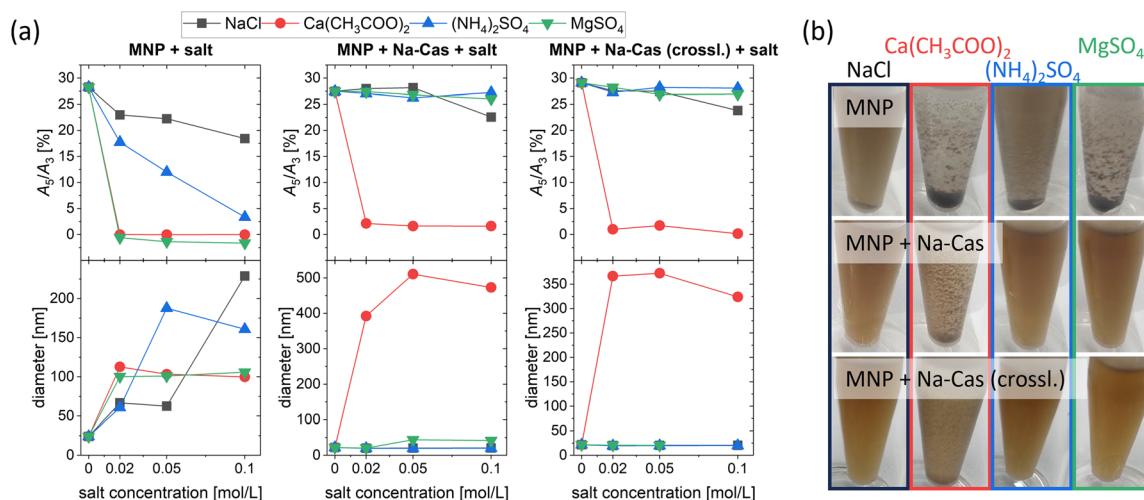 (a)
NaCl Ca(CH₃COO)₂ (NH₄)₂SO₄ MgSO₄
MNP + salt
MNP + Na-Cas + salt
MNP + Na-Cas (crossl.) + salt
A₅/A₃ [%]
30
25
20
15
10
5
0
A₅/A₃ [%]
30
25
20
15
10
5
0
A₅/A₃ [%]
30
25
20
15
10
5
0
diameter [nm]
200
150
100
50
0
diameter [nm]
500
400
300
200
100
0
diameter [nm]
350
300
250
200
150
100
50
0
0 0.02 0.05 0.1
0 0.02 0.05 0.1
0 0.02 0.05 0.1
salt concentration [mol/L]
salt concentration [mol/L]
salt concentration [mol/L]
(b)
Ca(CH₃COO)₂ MgSO₄
NaCl (NH₄)₂SO₄
MNP
MNP + Na-Cas
MNP + Na-Cas (crossl.)